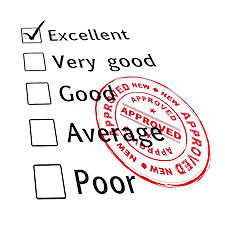 Excellent
Very good
Good
Average
Poor
NEW • NEW
APPROVED
APPROVED
APPROVED
APPROVED
APPROVED
NEW • NEW